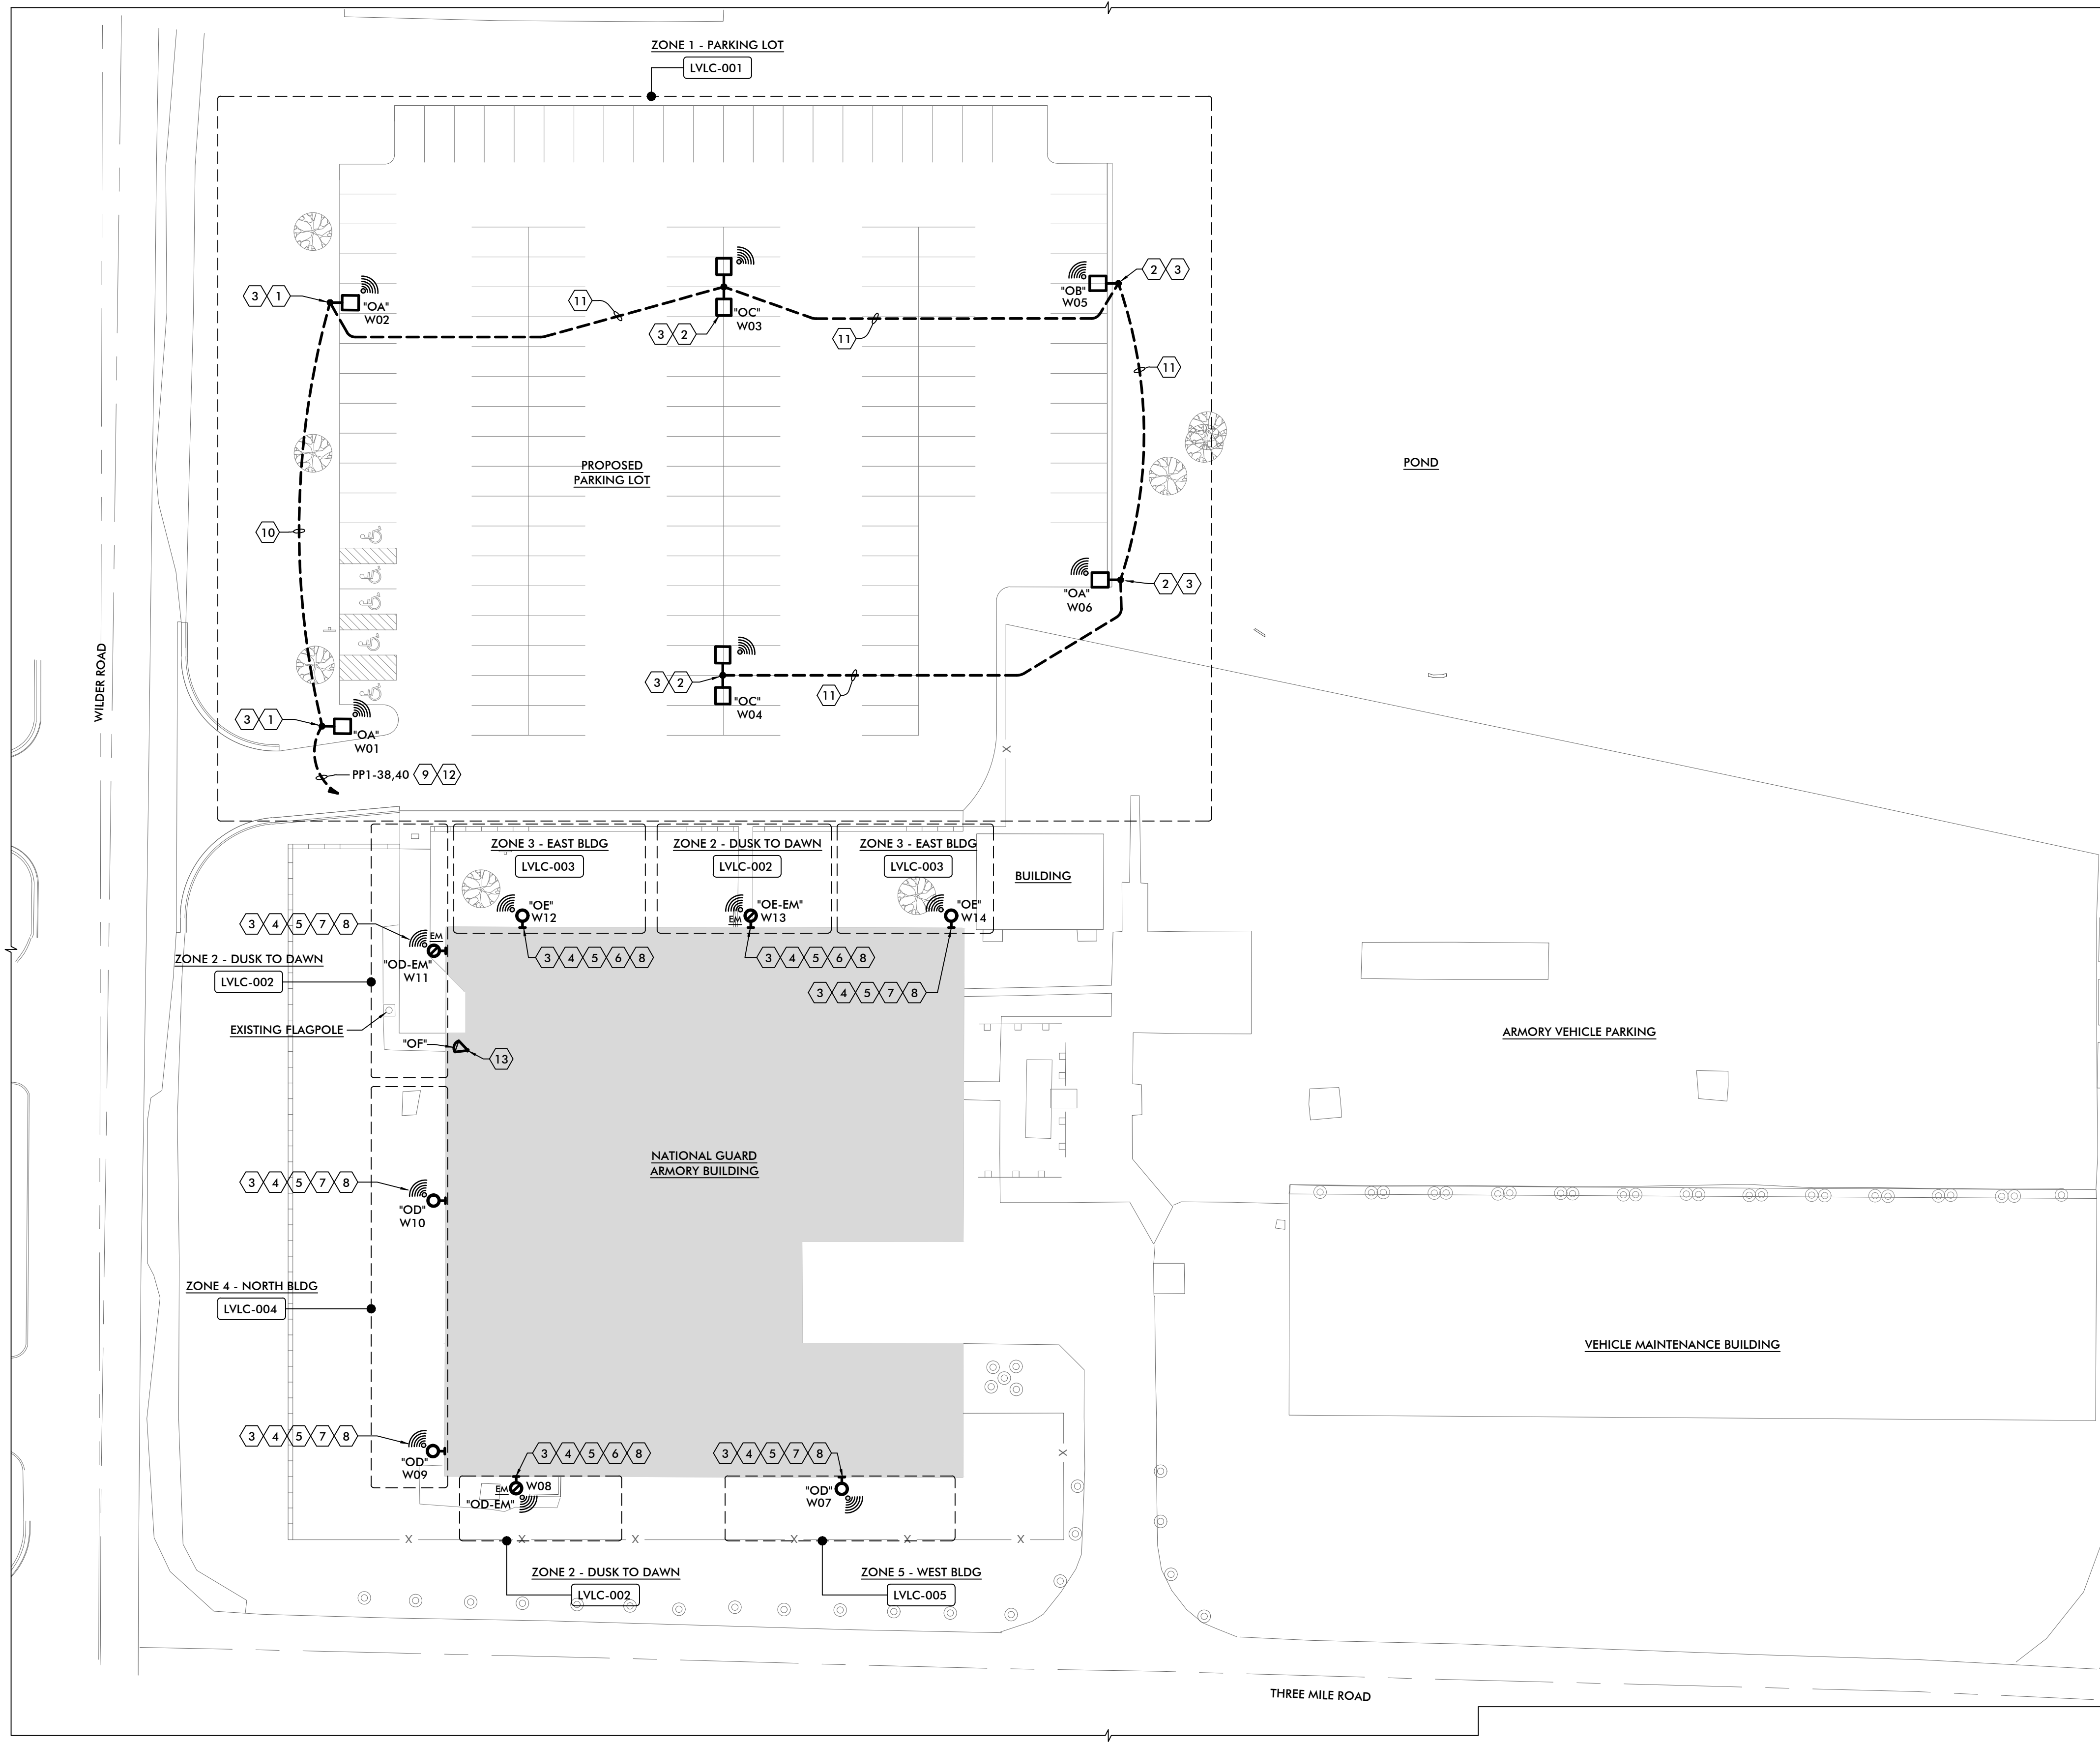 ZONE 1 - PARKING LOT
LVLC-001
3 1
"OA"
W02
11
"OC"
W03
3 2
11
"OB"
W05
2 3
11
PROPOSED
PARKING LOT
POND
10
"OA"
W06
2 3
WILDER ROAD
3 2
"OC"
W04
11
3 1
"OA"
W01
PP1-38,40 9 12
X
ZONE 3 - EAST BLDG
LVLC-003
ZONE 2 - DUSK TO DAWN
LVLC-002
ZONE 3 - EAST BLDG
LVLC-003
BUILDING
"OE"
W12
EM
"OE-EM"
W13
"OE"
W14
3 4 5 7 8
EM
"OD-EM"
W11
3 4 5 6 8
3 4 5 6 8
3 4 5 7 8
ZONE 2 - DUSK TO DAWN
LVLC-002
EXISTING FLAGPOLE
"OF"
13
ARMORY VEHICLE PARKING
NATIONAL GUARD
ARMORY BUILDING
3 4 5 7 8
"OD"
W10
ZONE 4 - NORTH BLDG
LVLC-004
VEHICLE MAINTENANCE BUILDING
3 4 5 7 8
"OD"
W09
3 4 5 6 8
EM
W08
"OD-EM"
3 4 5 7 8
"OD"
W07
X
X X X X X X
ZONE 2 - DUSK TO DAWN
LVLC-002
ZONE 5 - WEST BLDG
LVLC-005
THREE MILE ROAD